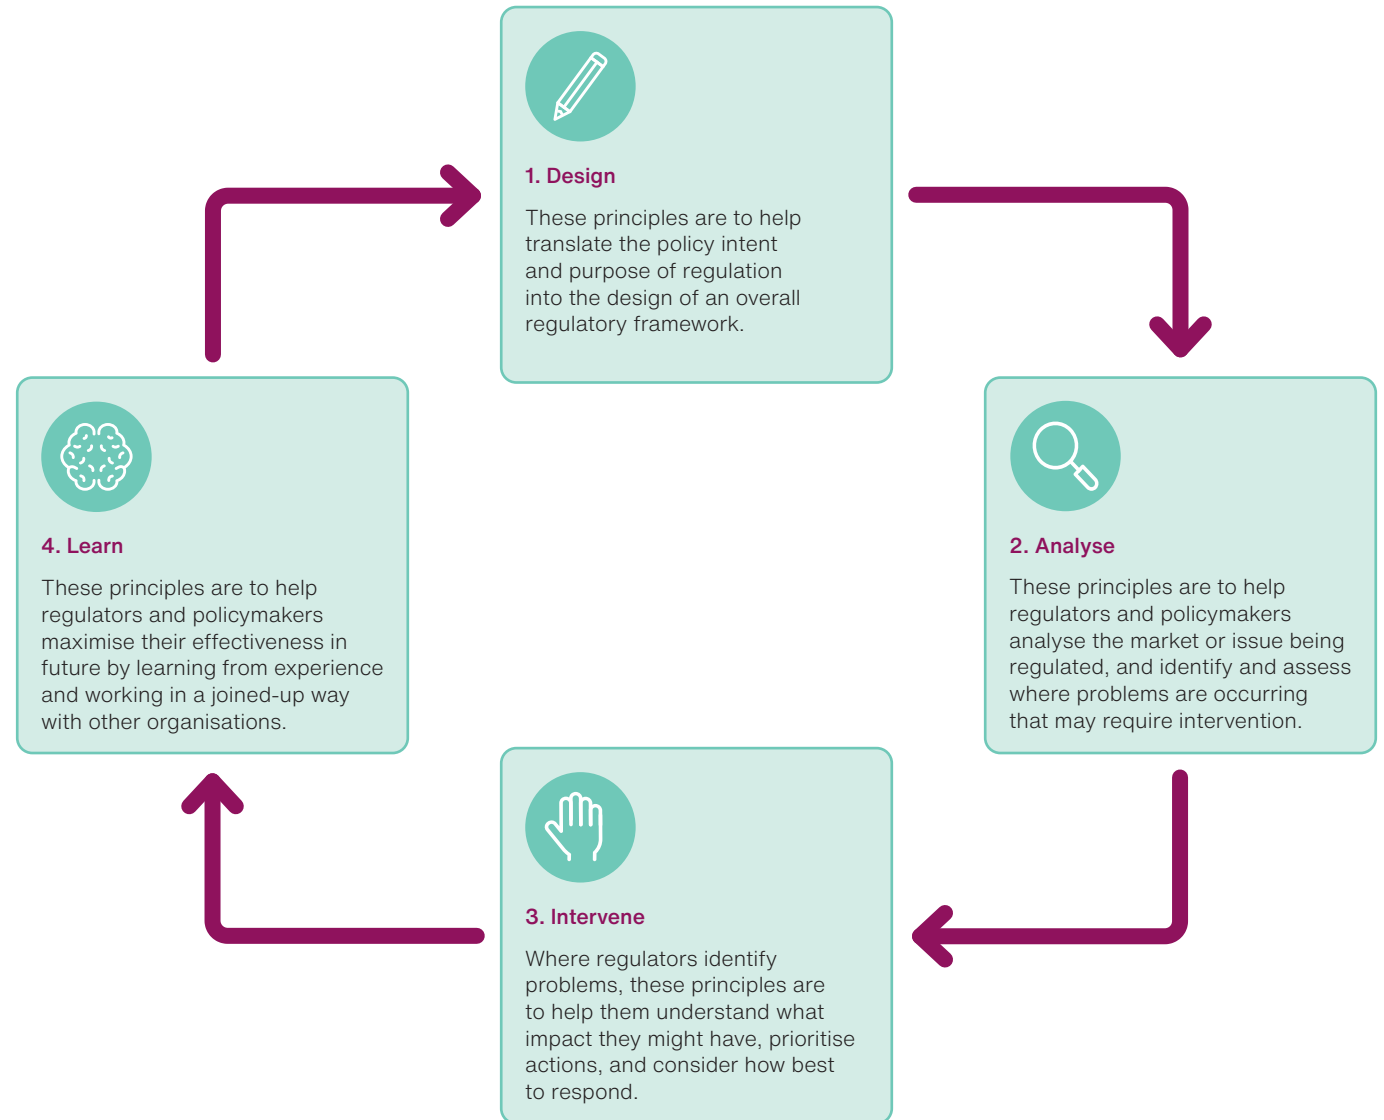 1. Design
These principles are to help
translate the policy intent
and purpose of regulation
into the design of an overall
regulatory framework.
2. Analyse
These principles are to help
regulators and policymakers
analyse the market or issue being
regulated, and identify and assess
where problems are occurring
that may require intervention.
3. Intervene
Where regulators identify
problems, these principles are
to help them understand what
impact they might have, prioritise
actions, and consider how best
to respond.
4. Learn
These principles are to help
regulators and policymakers
maximise their effectiveness in
future by learning from experience
and working in a joined-up way
with other organisations.